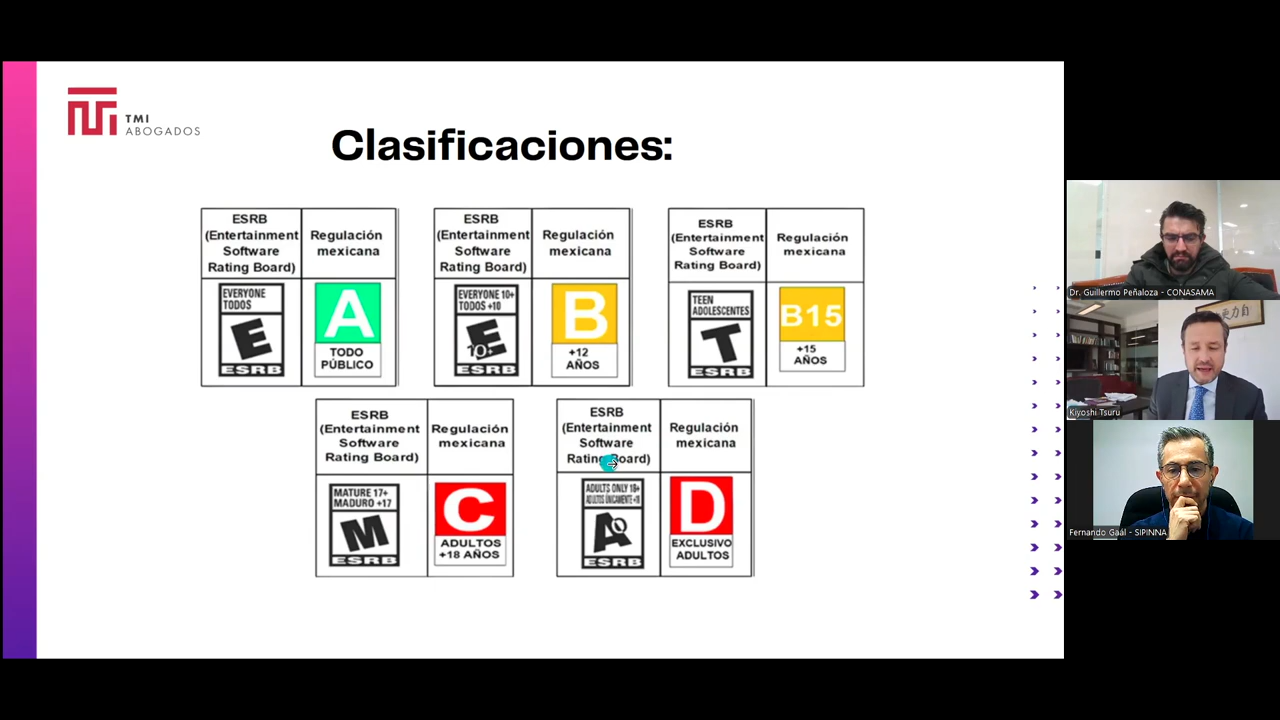 TMI
ABOGADOS
Clasificaciones:
ESRB
(Entertainment
Software
Rating Board)
Regulación
mexicana
EVERYONE
TODOS
E
ESRB
A
TODO
PÚBLICO
ESRB
(Entertainment
Software
Rating Board)
Regulación
mexicana
EVERYONE 10+
TODOS +10
E
10+
ESRB
B
+12
AÑOS
ESRB
(Entertainment
Software
Rating Board)
Regulación
mexicana
TEEN
ADOLESCENTES
T
ESRB
B15
+15
AÑOS
ESRB
(Entertainment
Software
Rating Board)
Regulación
mexicana
MATURE 17+
MADURO +17
M
ESRB
C
ADULTOS
+18 AÑOS
ESRB
(Entertainment
Software
Rating Board)
Regulación
mexicana
ADULTS ONLY 18+
ADULTOS ÚNICAMENTE +18
AO
ESRB
D
EXCLUSIVO
ADULTOS
Dr. Guillermo Peñaloza - CONASAMA
Kiyoshi Tsuru
Fernando Gaál - SIPINNA